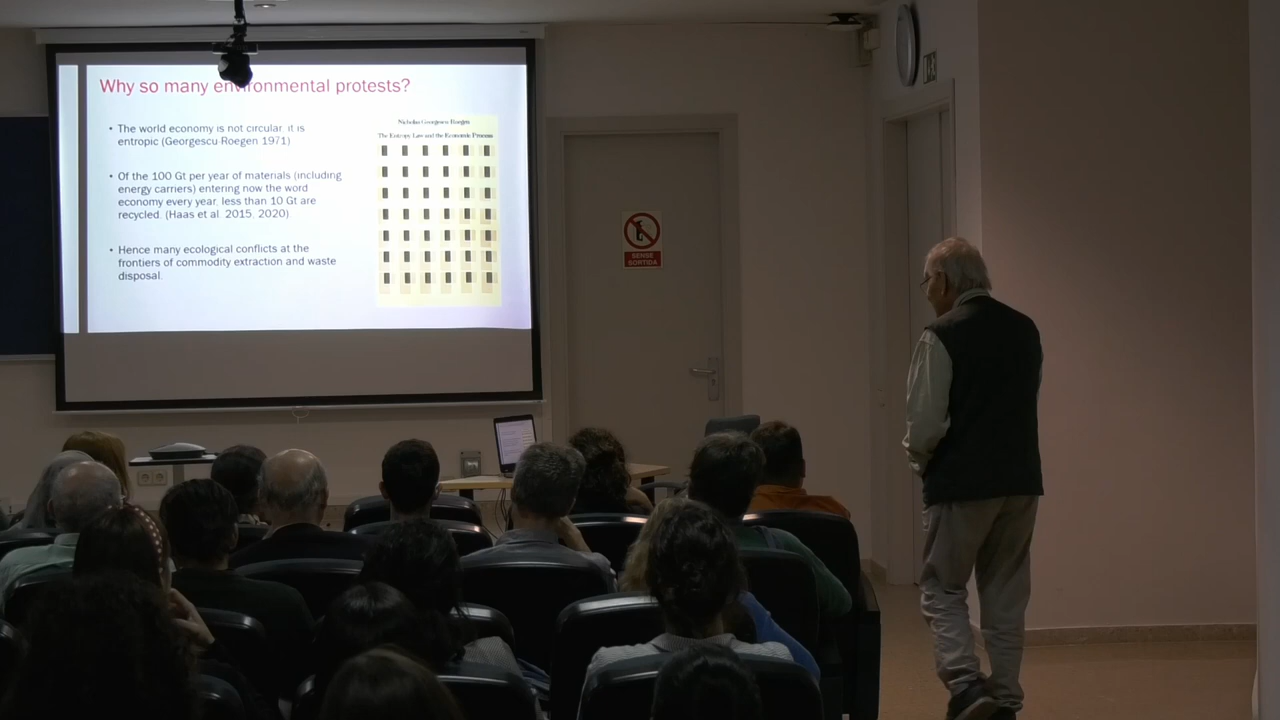 Why so many environmental protests?
• The world economy is not circular, it is
entropic (Georgescu-Roegen 1971)
• Of the 100 Gt per year of materials (including
energy carriers) entering now the word
economy every year, less than 10 Gt are
recycled. (Haas et al. 2015, 2020).
• Hence many ecological conflicts at the
frontiers of commodity extraction and waste
disposal.
Nicholas Georgescu-Roegen
The Entropy Law and the Economic Process
SENSE
SORTIDA